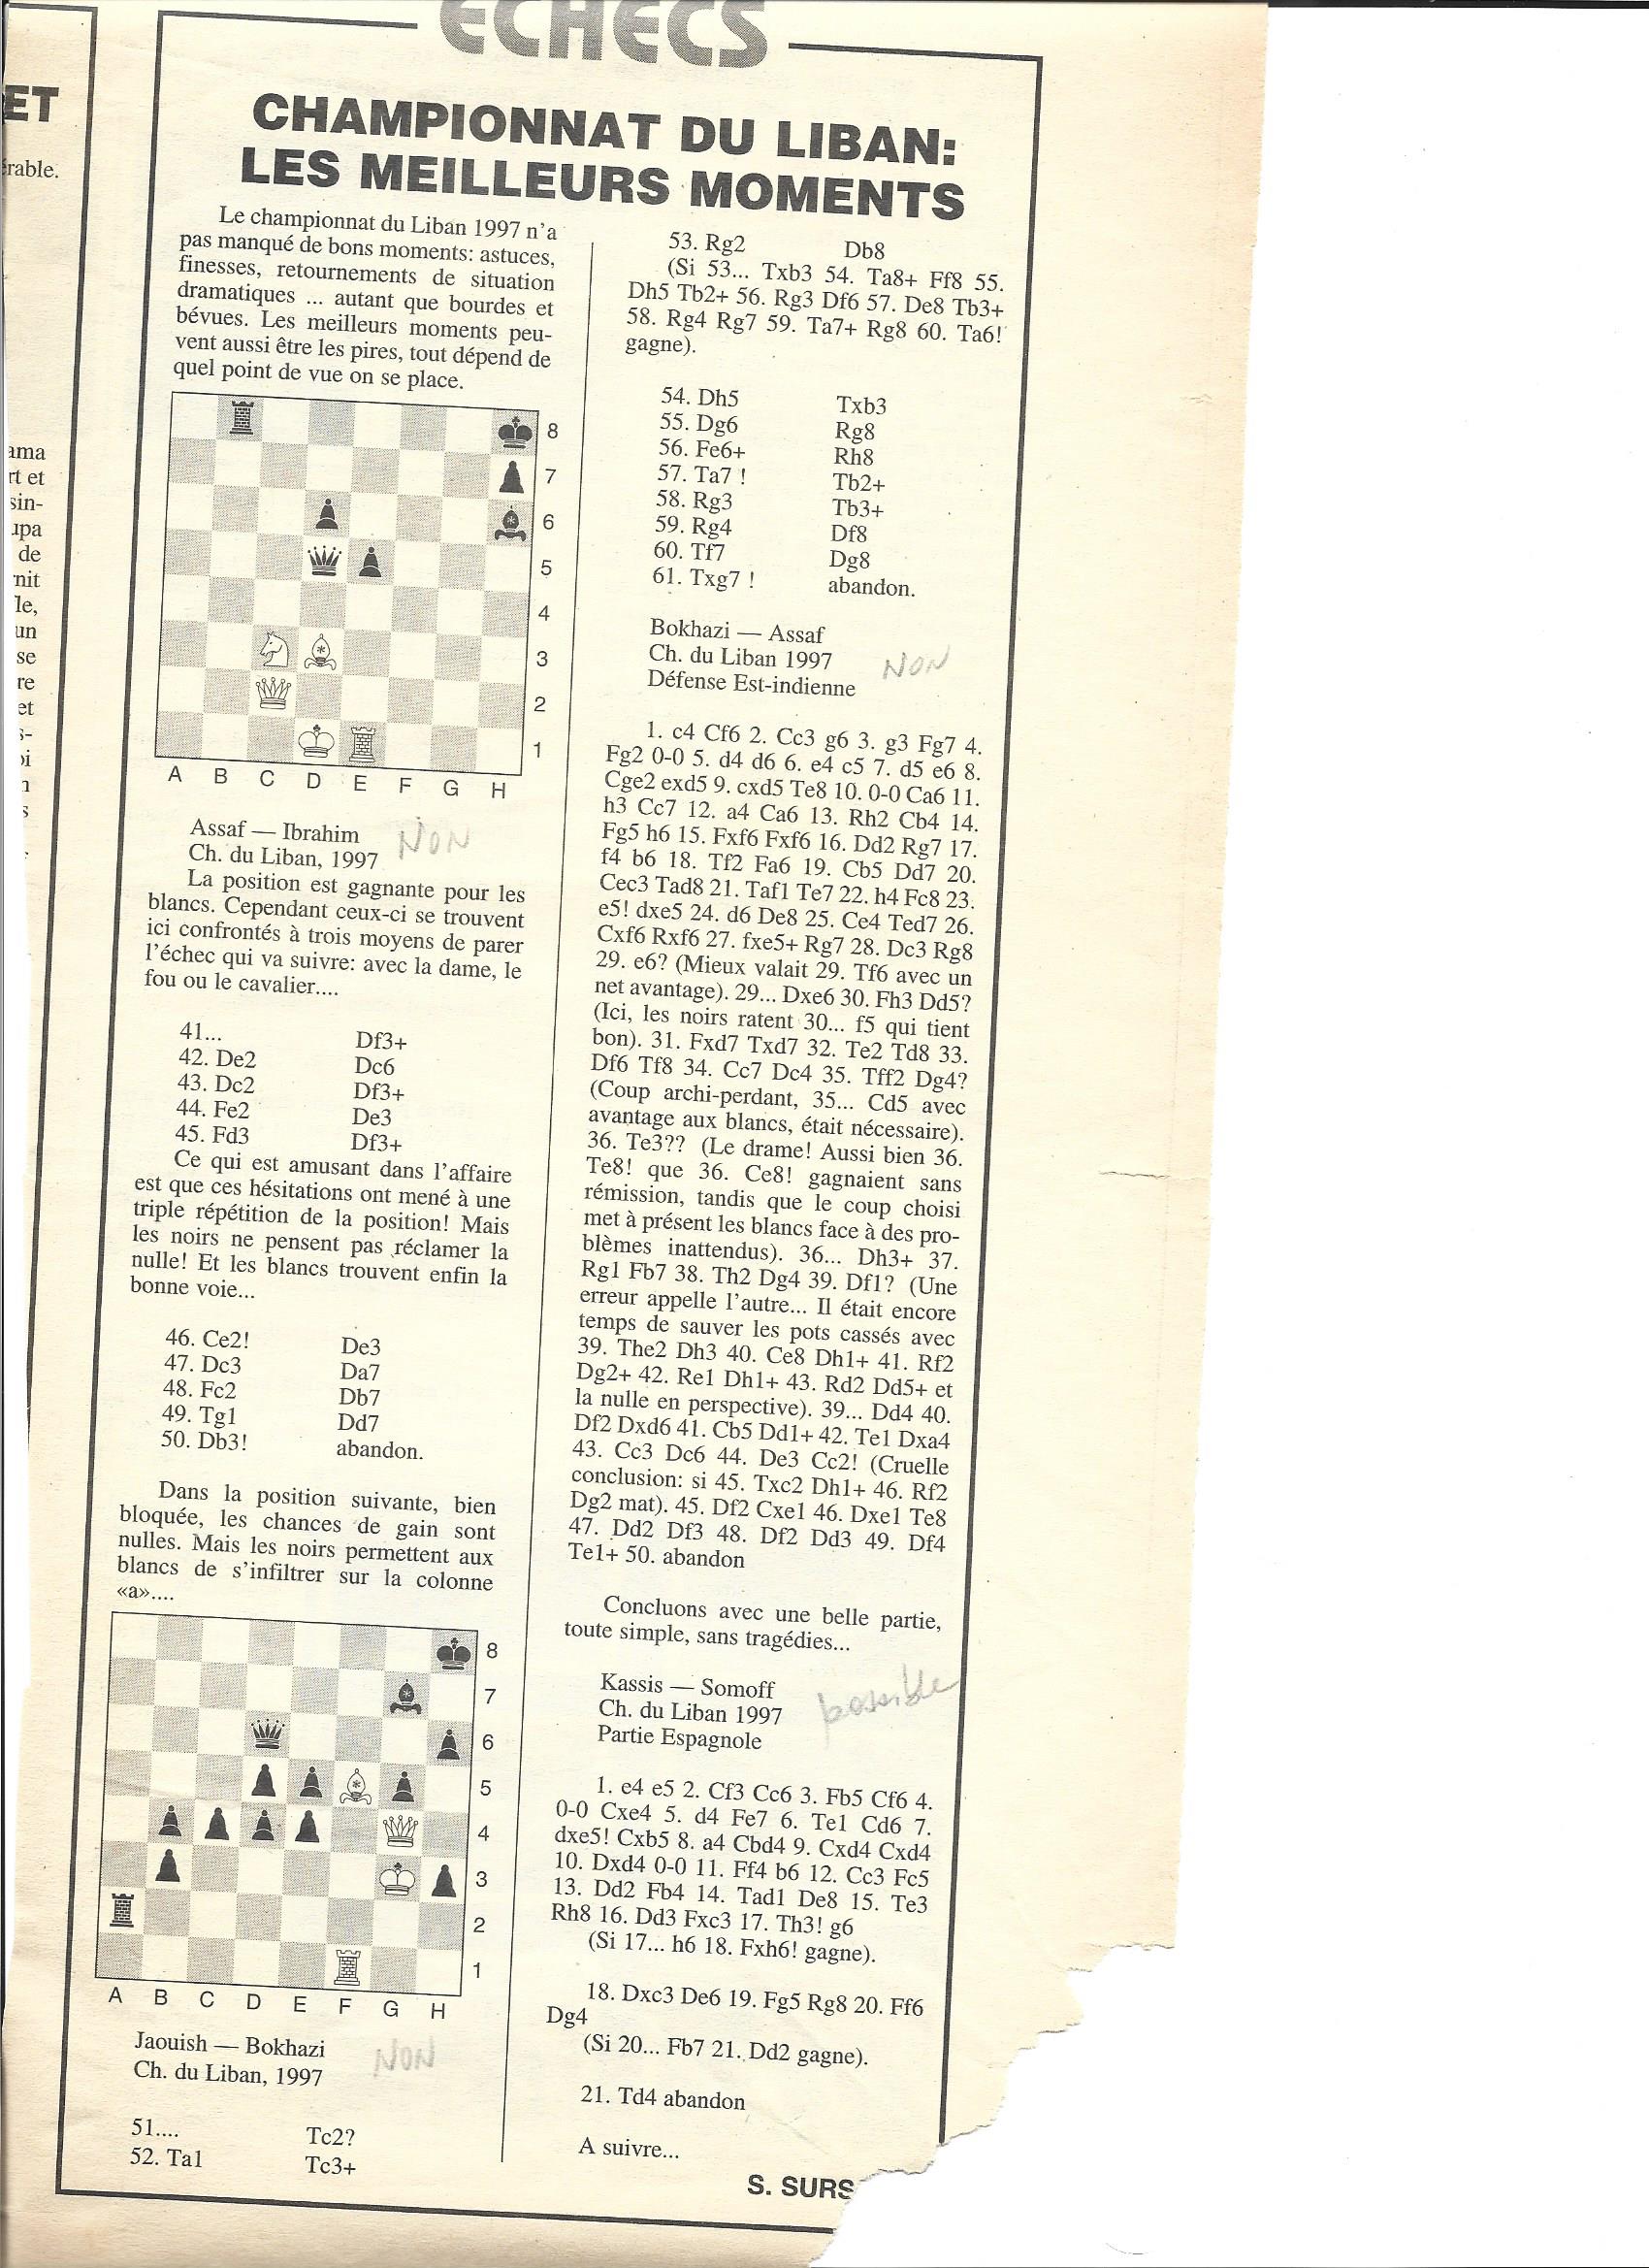 ECHECS
CHAMPIONNAT DU LIBAN:
LES MEILLEURS MOMENTS
Le championnat du Liban 1997 n'a
pas manqué de bons moments: astuces,
finesses, retournements de situation
dramatiques ... autant que bourdes et
bévues. Les meilleurs moments peu-
vent aussi être les pires, tout dépend de
quel point de vue on se place.
8
7
6
5
4
3
2
1
A B C D E F G H
Assaf — Ibrahim NON
Ch. du Liban, 1997
La position est gagnante pour les
blancs. Cependant ceux-ci se trouvent
ici confrontés à trois moyens de parer
l'échec qui va suivre: avec la dame, le
fou ou le cavalier....
41... Df3+
42. De2 Dc6
43. Dc2 Df3+
44. Fe2 De3
45. Fd3 Df3+
Ce qui est amusant dans l'affaire
est que ces hésitations ont mené à une
triple répétition de la position! Mais
les noirs ne pensent pas réclamer la
nulle! Et les blancs trouvent enfin la
bonne voie...
46. Ce2! De3
47. Dc3 Da7
48. Fc2 Db7
49. Tg1 Dd7
50. Db3! abandon.
Dans la position suivante, bien
bloquée, les chances de gain sont
nulles. Mais les noirs permettent aux
blancs de s'infiltrer sur la colonne
«a»....
8
7
6
5
4
3
2
1
A B C D E F G H
Jaouish — Bokhazi NON
Ch. du Liban, 1997
51.... Tc2?
52. Ta1 Tc3+
53. Rg2 Db8
(Si 53... Txb3 54. Ta8+ Ff8 55.
Dh5 Tb2+ 56. Rg3 Df6 57. De8 Tb3+
58. Rg4 Rg7 59. Ta7+ Rg8 60. Ta6!
gagne).
54. Dh5 Txb3
55. Dg6 Rg8
56. Fe6+ Rh8
57. Ta7 ! Tb2+
58. Rg3 Tb3+
59. Rg4 Df8
60. Tf7 Dg8
61. Txg7 ! abandon.
Bokhazi — Assaf
Ch. du Liban 1997 NON
Défense Est-indienne
1. c4 Cf6 2. Cc3 g6 3. g3 Fg7 4.
Fg2 0-0 5. d4 d6 6. e4 c5 7. d5 e6 8.
Cge2 exd5 9. cxd5 Te8 10. 0-0 Ca6 11.
h3 Cc7 12. a4 Ca6 13. Rh2 Cb4 14.
Fg5 h6 15. Fxf6 Fxf6 16. Dd2 Rg7 17.
f4 b6 18. Tf2 Fa6 19. Cb5 Dd7 20.
Cec3 Tad8 21. Taf1 Te7 22. h4 Fc8 23.
e5! dxe5 24. d6 De8 25. Ce4 Ted7 26.
Cxf6 Rxf6 27. fxe5+ Rg7 28. Dc3 Rg8
29. e6? (Mieux valait 29. Tf6 avec un
net avantage). 29... Dxe6 30. Fh3 Dd5?
(Ici, les noirs ratent 30... f5 qui tient
bon). 31. Fxd7 Txd7 32. Te2 Td8 33.
Df6 Tf8 34. Cc7 Dc4 35. Tff2 Dg4?
(Coup archi-perdant, 35... Cd5 avec
avantage aux blancs, était nécessaire).
36. Te3?? (Le drame! Aussi bien 36.
Te8! que 36. Ce8! gagnaient sans
rémission, tandis que le coup choisi
met à présent les blancs face à des pro-
blèmes inattendus). 36... Dh3+ 37.
Rg1 Fb7 38. Th2 Dg4 39. Df1? (Une
erreur appelle l'autre... Il était encore
temps de sauver les pots cassés avec
39. The2 Dh3 40. Ce8 Dh1+ 41. Rf2
Dg2+ 42. Re1 Dh1+ 43. Rd2 Dd5+ et
la nulle en perspective). 39... Dd4 40.
Df2 Dxd6 41. Cb5 Dd1+ 42. Te1 Dxa4
43. Cc3 Dc6 44. De3 Cc2! (Cruelle
conclusion: si 45. Txc2 Dh1+ 46. Rf2
Dg2 mat). 45. Df2 Cxe1 46. Dxe1 Te8
47. Dd2 Df3 48. Df2 Dd3 49. Df4
Te1+ 50. abandon
Concluons avec une belle partie,
toute simple, sans tragédies...
Kassis — Somoff possible
Ch. du Liban 1997
Partie Espagnole
1. e4 e5 2. Cf3 Cc6 3. Fb5 Cf6 4.
0-0 Cxe4 5. d4 Fe7 6. Te1 Cd6 7.
dxe5! Cxb5 8. a4 Cbd4 9. Cxd4 Cxd4
10. Dxd4 0-0 11. Ff4 b6 12. Cc3 Fc5
13. Dd2 Fb4 14. Tad1 De8 15. Te3
Rh8 16. Dd3 Fxc3 17. Th3! g6
(Si 17... h6 18. Fxh6! gagne).
18. Dxc3 De6 19. Fg5 Rg8 20. Ff6
Dg4
(Si 20... Fb7 21. Dd2 gagne).
21. Td4 abandon
A suivre...
S. SURS
ET
érable.
ama
rt et
sin-
upa
de
nit
le,
un
se
re
et
s-